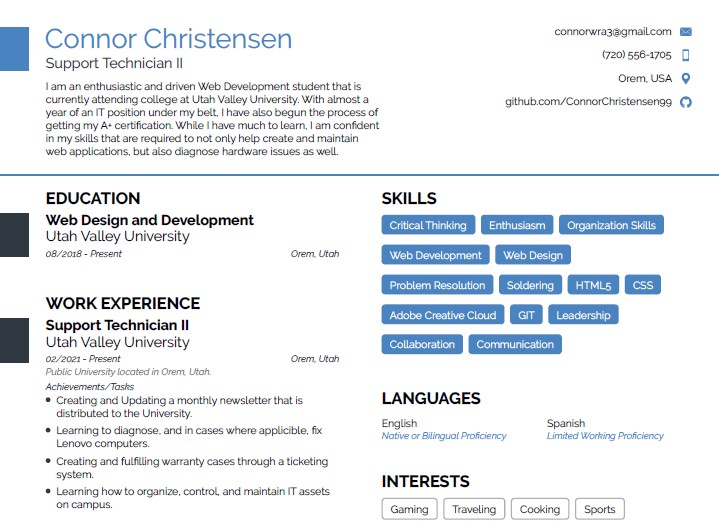 Connor Christensen
Support Technician II
I am an enthusiastic and driven Web Development student that is
currently attending college at Utah Valley University. With almost a
year of an IT position under my belt, I have also begun the process of
getting my A+ certification. While I have much to learn, I am confident
in my skills that are required to not only help create and maintain
web applications, but also diagnose hardware issues as well.
connorwra3@gmail.com
(720) 556-1705
Orem, USA
github.com/ConnorChristensen99
EDUCATION
Web Design and Development
Utah Valley University
08/2018 - Present Orem, Utah
WORK EXPERIENCE
Support Technician II
Utah Valley University
02/2021 - Present Orem, Utah
Public University located in Orem, Utah.
Achievements/Tasks
Creating and Updating a monthly newsletter that is
distributed to the University.
Learning to diagnose, and in cases where applicible, fix
Lenovo computers.
Creating and fulfilling warranty cases through a ticketing
system.
Learning how to organize, control, and maintain IT assets
on campus.
SKILLS
Critical Thinking Enthusiasm Organization Skills
Web Development Web Design
Problem Resolution Soldering HTML5 CSS
Adobe Creative Cloud GIT Leadership
Collaboration Communication
LANGUAGES
English Spanish
Native or Bilingual Proficiency Limited Working Proficiency
INTERESTS
Gaming Traveling Cooking Sports